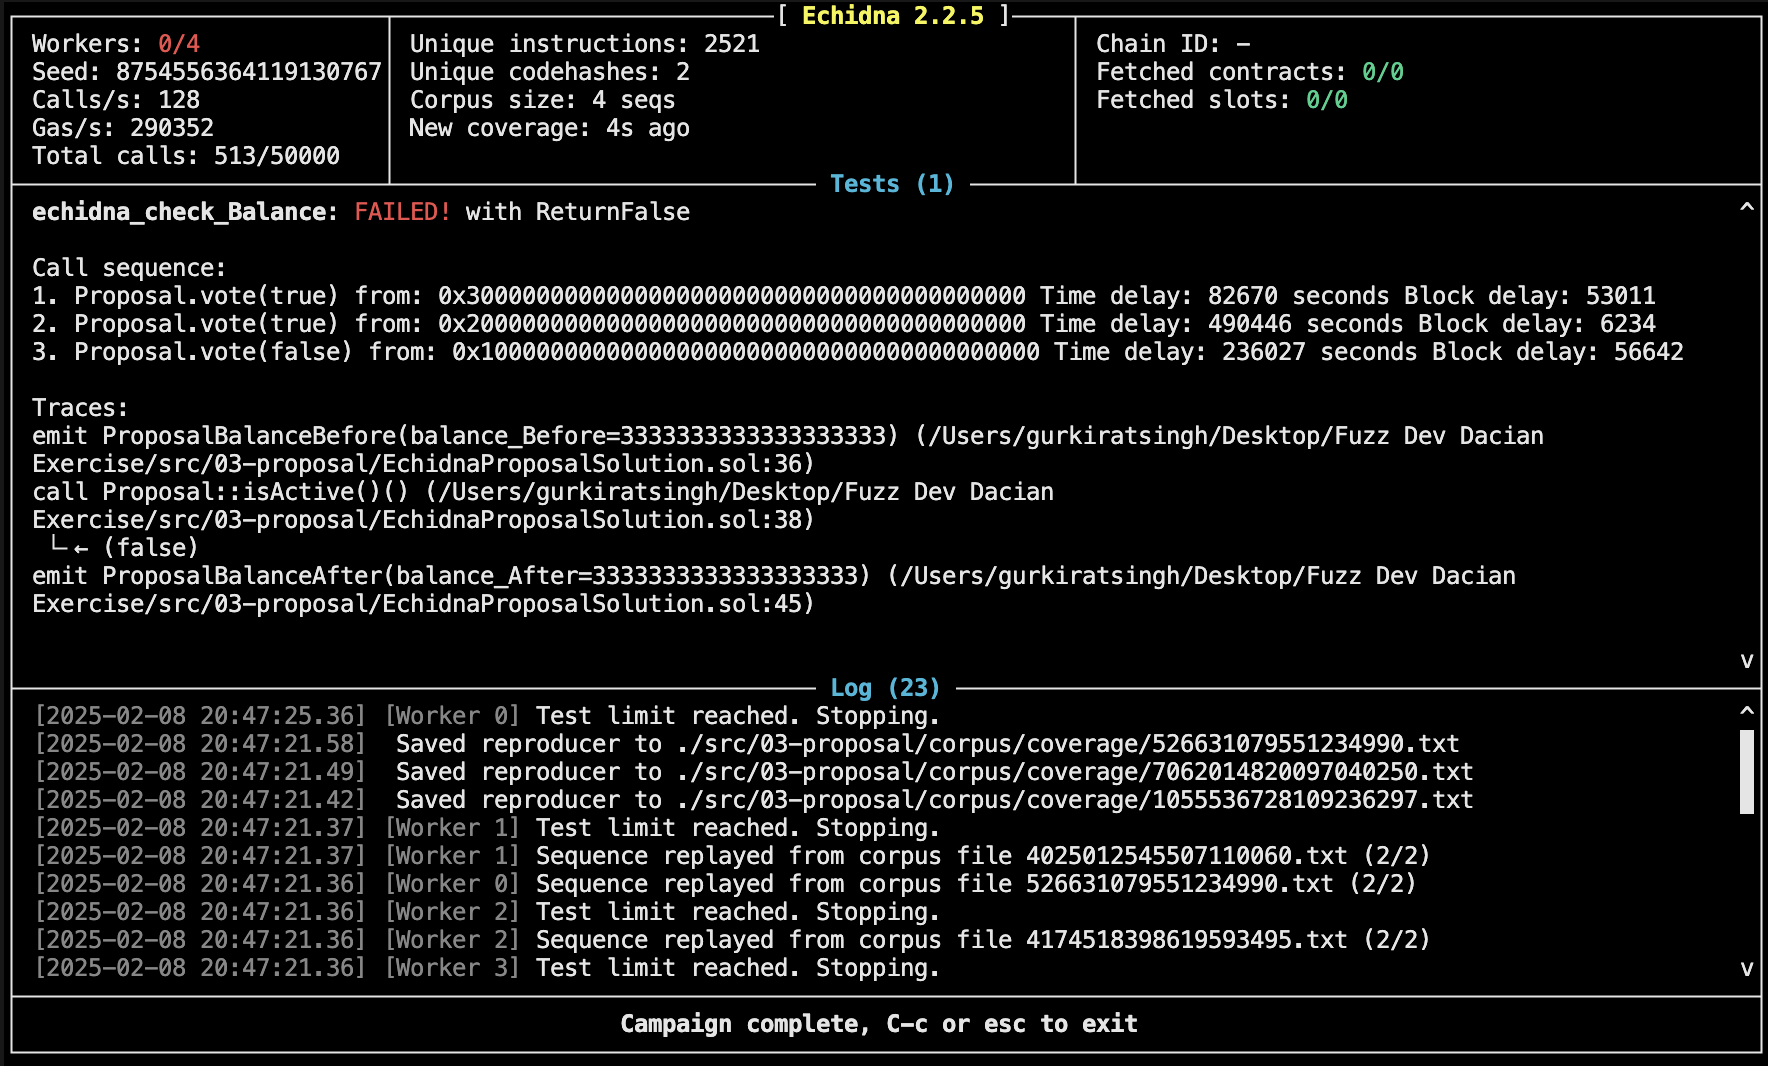 [ Echidna 2.2.5 ]
Workers: 0/4
Seed: 8754556364119130767
Calls/s: 128
Gas/s: 290352
Total calls: 513/50000
Unique instructions: 2521
Unique codehashes: 2
Corpus size: 4 seqs
New coverage: 4s ago
Chain ID: -
Fetched contracts: 0/0
Fetched slots: 0/0
Tests (1)
echidna_check_Balance: FAILED! with ReturnFalse
Call sequence:
1. Proposal.vote(true) from: 0x3000000000000000000000000000000000000000 Time delay: 82670 seconds Block delay: 53011
2. Proposal.vote(true) from: 0x2000000000000000000000000000000000000000 Time delay: 490446 seconds Block delay: 6234
3. Proposal.vote(false) from: 0x1000000000000000000000000000000000000000 Time delay: 236027 seconds Block delay: 56642
Traces:
emit ProposalBalanceBefore(balance_Before=3333333333333333333) (/Users/gurkiratsingh/Desktop/Fuzz Dev Dacian
Exercise/src/03-proposal/EchidnaProposalSolution.sol:36)
call Proposal::isActive()() (/Users/gurkiratsingh/Desktop/Fuzz Dev Dacian
Exercise/src/03-proposal/EchidnaProposalSolution.sol:38)
└╴← (false)
emit ProposalBalanceAfter(balance_After=3333333333333333333) (/Users/gurkiratsingh/Desktop/Fuzz Dev Dacian
Exercise/src/03-proposal/EchidnaProposalSolution.sol:45)
Log (23)
[2025-02-08 20:47:25.36] [Worker 0] Test limit reached. Stopping.
[2025-02-08 20:47:21.58] Saved reproducer to ./src/03-proposal/corpus/coverage/526631079551234990.txt
[2025-02-08 20:47:21.49] Saved reproducer to ./src/03-proposal/corpus/coverage/7062014820097040250.txt
[2025-02-08 20:47:21.42] Saved reproducer to ./src/03-proposal/corpus/coverage/1055536728109236297.txt
[2025-02-08 20:47:21.37] [Worker 1] Test limit reached. Stopping.
[2025-02-08 20:47:21.37] [Worker 1] Sequence replayed from corpus file 4025012545507110060.txt (2/2)
[2025-02-08 20:47:21.36] [Worker 0] Sequence replayed from corpus file 526631079551234990.txt (2/2)
[2025-02-08 20:47:21.36] [Worker 2] Test limit reached. Stopping.
[2025-02-08 20:47:21.36] [Worker 2] Sequence replayed from corpus file 4174518398619593495.txt (2/2)
[2025-02-08 20:47:21.36] [Worker 3] Test limit reached. Stopping.
Campaign complete, C-c or esc to exit